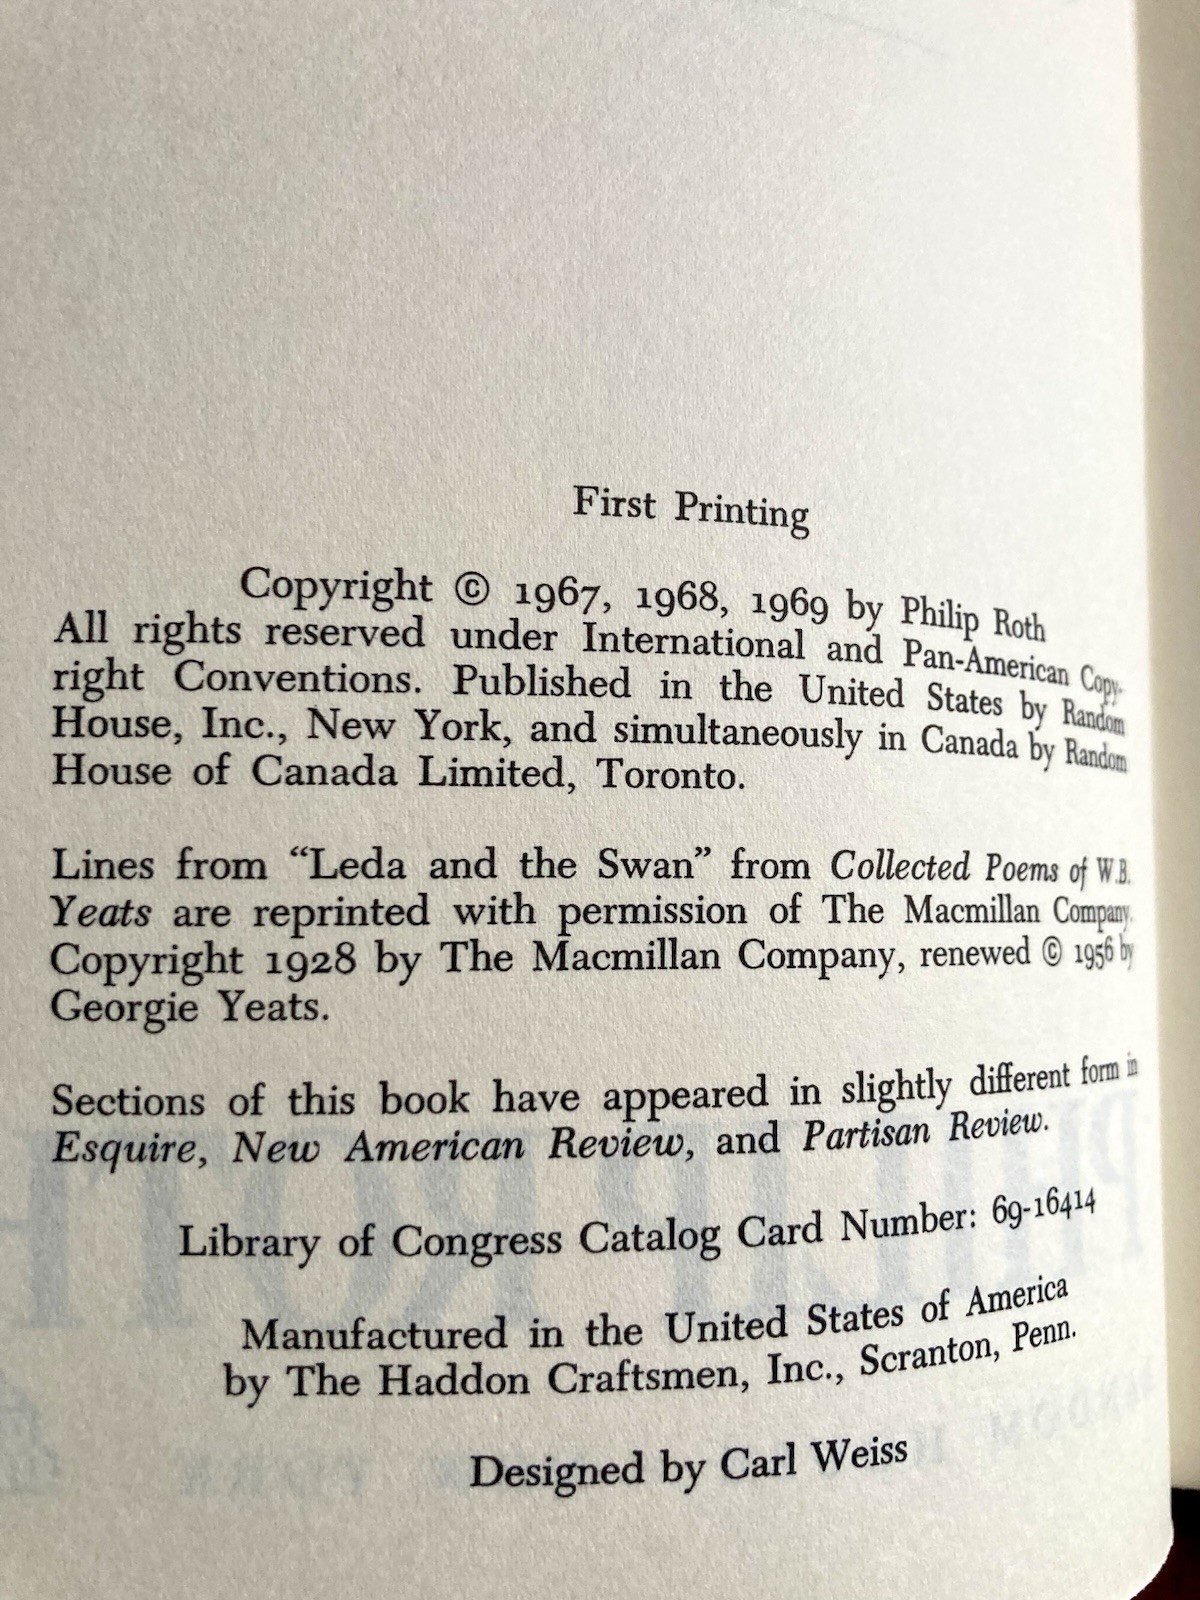 First Printing
Copyright © 1967, 1968, 1969 by Philip Roth
All rights reserved under International and Pan-American Copy-
right Conventions. Published in the United States by Random
House, Inc., New York, and simultaneously in Canada by Random
House of Canada Limited, Toronto.
Lines from “Leda and the Swan” from Collected Poems of W.B.
Yeats are reprinted with permission of The Macmillan Company.
Copyright 1928 by The Macmillan Company, renewed © 1956 by
Georgie Yeats.
Sections of this book have appeared in slightly different form in
Esquire, New American Review, and Partisan Review.
Library of Congress Catalog Card Number: 69-16414
Manufactured in the United States of America
by The Haddon Craftsmen, Inc., Scranton, Penn.
Designed by Carl Weiss